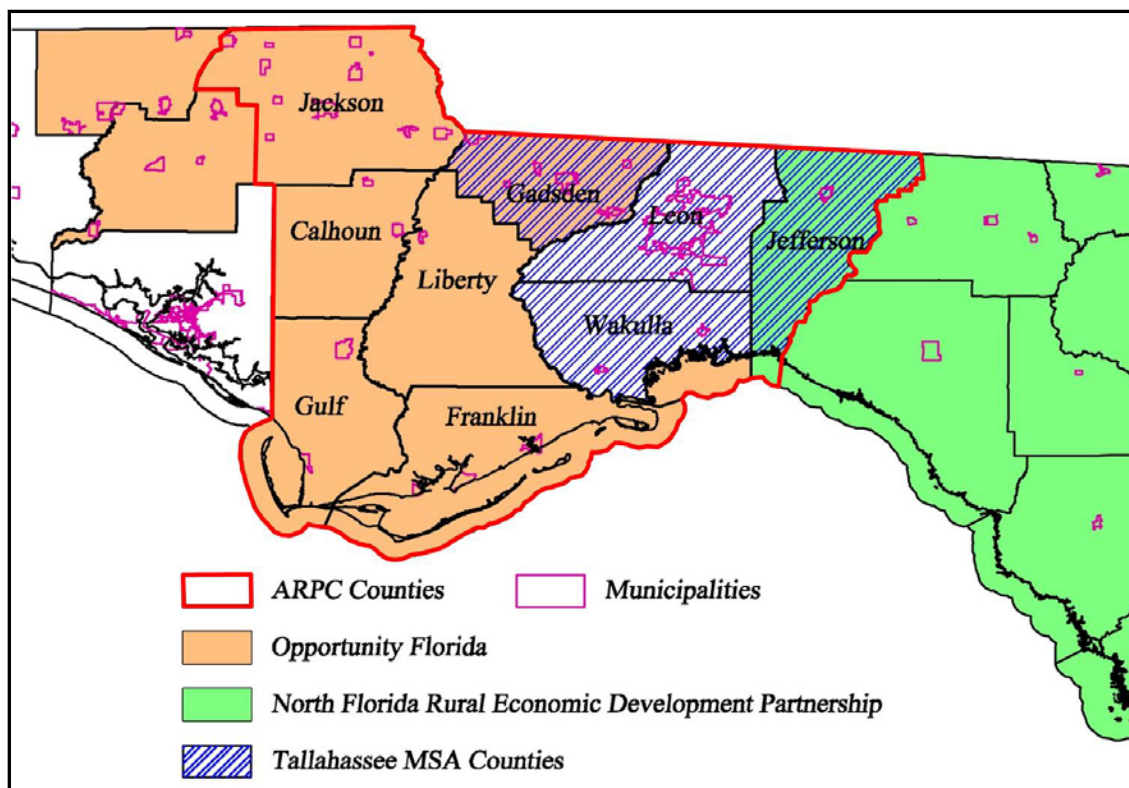 Jackson
Gadsden
Leon
Calhoun
Jefferson
Liberty
Wakulla
Gulf
Franklin
ARPC Counties
Municipalities
Opportunity Florida
North Florida Rural Economic Development Partnership
Tallahassee MSA Counties